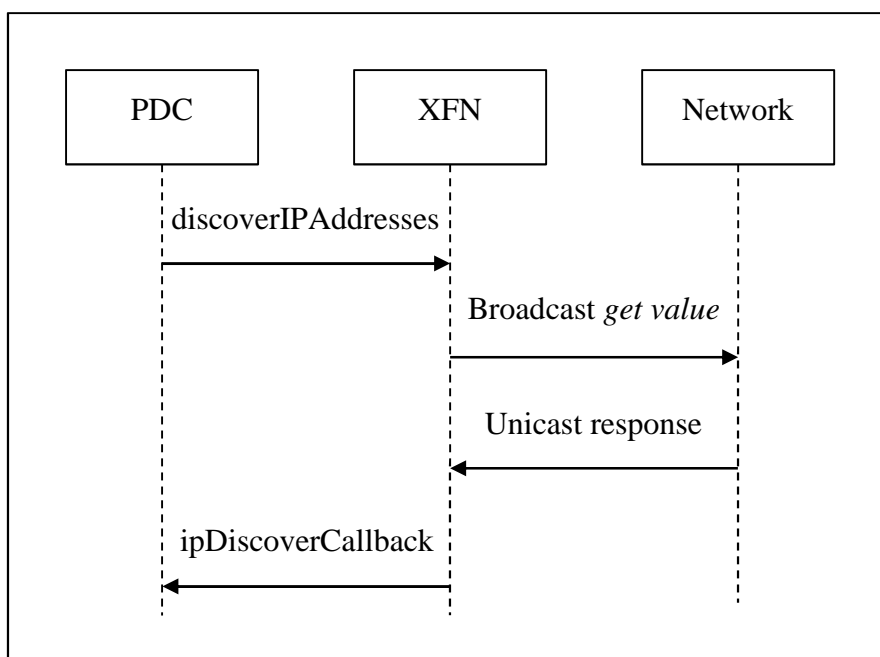 PDC
XFN
Network
discoverIPAddresses
Broadcast get value
Unicast response
ipDiscoverCallback